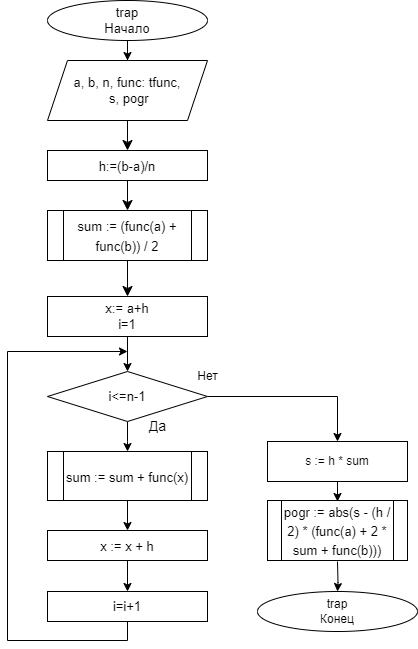 trap
Начало
a, b, n, func: tfunc,
s, pogr
h:=(b-a)/n
sum := (func(a) +
func(b)) / 2
x:= a+h
i=1
i<=n-1
Нет
Да
sum := sum + func(x)
x := x + h
i=i+1
s := h * sum
pogr := abs(s - (h /
2) * (func(a) + 2 *
sum + func(b)))
trap
Конец